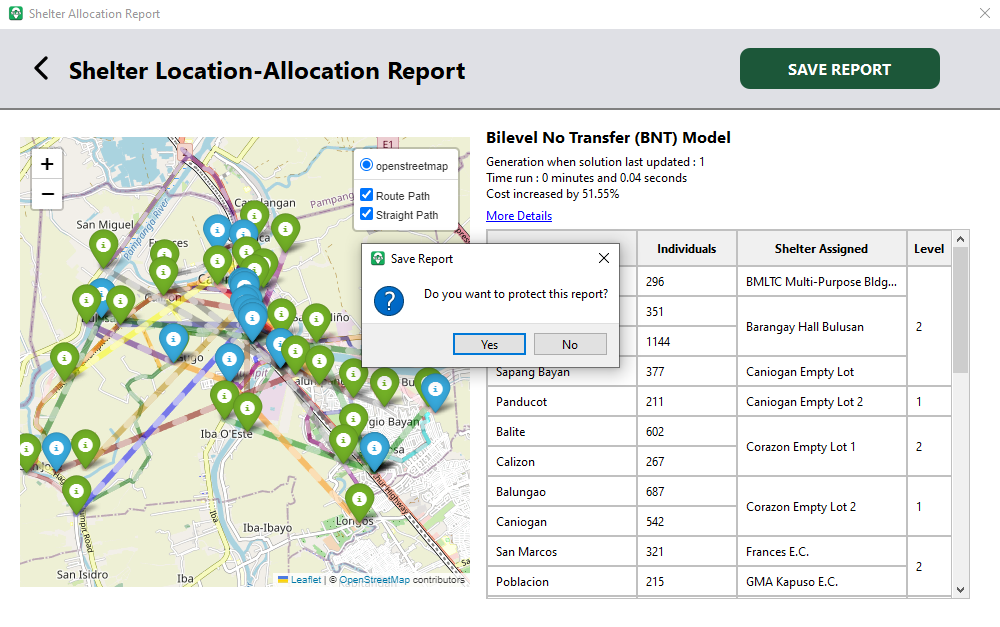 Shelter Allocation Report
Shelter Location-Allocation Report
SAVE REPORT
+
−
openstreetmap
Route Path
Straight Path
E1
2
San Miguel
Pampanga River
Frances
San Isidro
Iba
Iba-Ibayo
Iba O'Este
Longos
Leaflet | © OpenStreetMap contributors
Bilevel No Transfer (BNT) Model
Generation when solution last updated : 1
Time run : 0 minutes and 0.04 seconds
Cost increased by 51.55%
More Details
Individuals Shelter Assigned Level
296 BMLTC Multi-Purpose Bldg...
351
Barangay Hall Bulusan 2
1144
Sapang Bayan 377 Caniogan Empty Lot
Panducot 211 Caniogan Empty Lot 2 1
Balite 602
Corazon Empty Lot 1 2
Calizon 267
Balungao 687
Corazon Empty Lot 2 1
Caniogan 542
San Marcos 321 Frances E.C.
2
Poblacion 215 GMA Kapuso E.C.
Save Report
Do you want to protect this report?
Yes
No